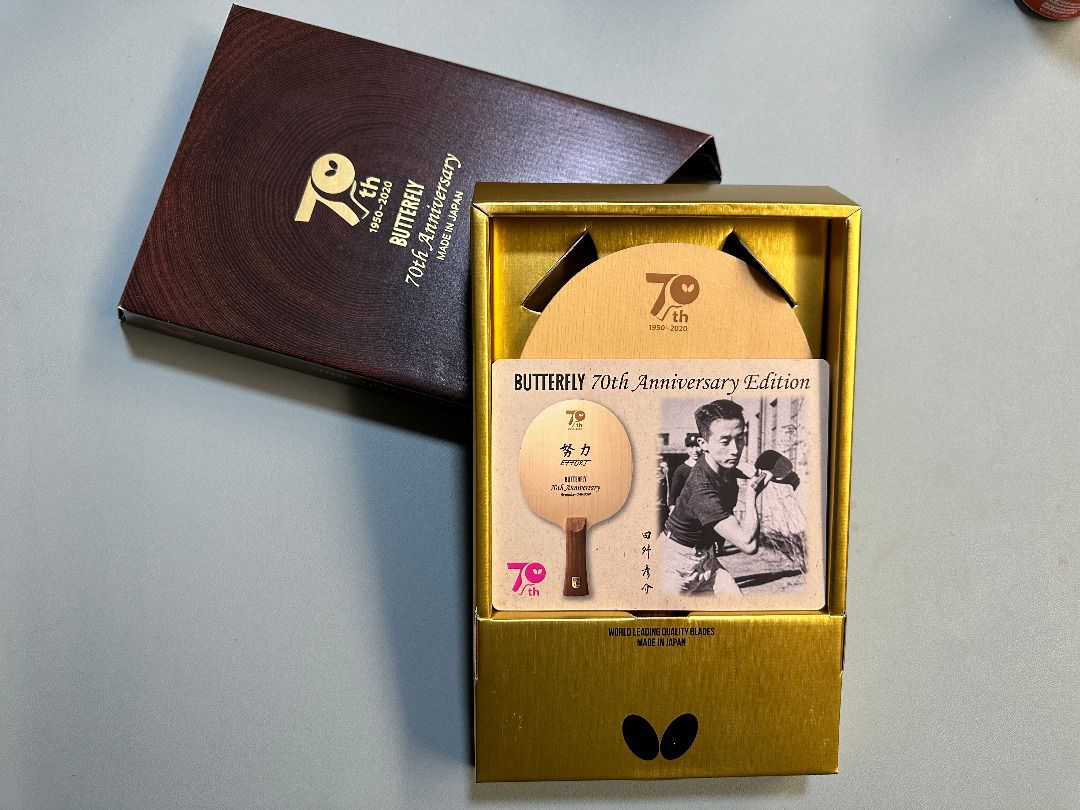 70th
1950-2020
BUTTERFLY
70th Anniversary
MADE IN JAPAN
70th
1950-2020
BUTTERFLY 70th Anniversary Edition
70th
努力
EFFORT
BUTTERFLY
70th Anniversary
田舛彦介
70th
WORLD LEADING QUALITY BLADES
MADE IN JAPAN